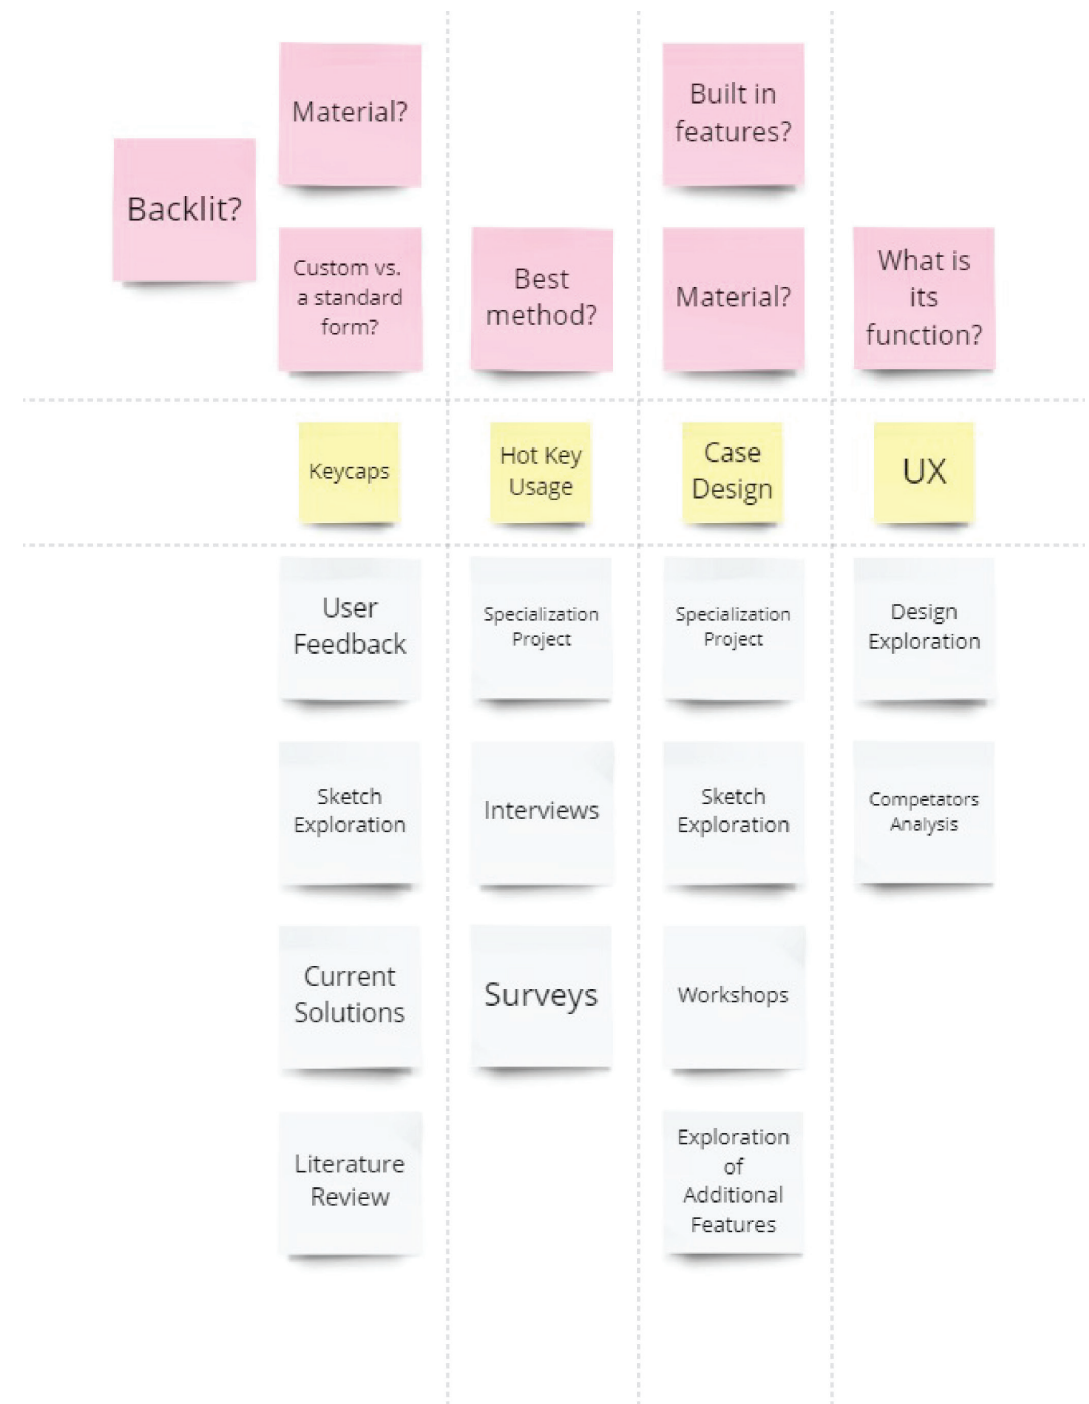 Material?
Built in
features?
Backlit?
Custom vs.
a standard
form?
Best
method?
Material?
What is
its
function?
Keycaps
Hot Key
Usage
Case
Design
UX
User
Feedback
Specialization
Project
Specialization
Project
Design
Exploration
Sketch
Exploration
Interviews
Sketch
Exploration
Competators
Analysis
Current
Solutions
Surveys
Workshops
Literature
Review
Exploration
of
Additional
Features